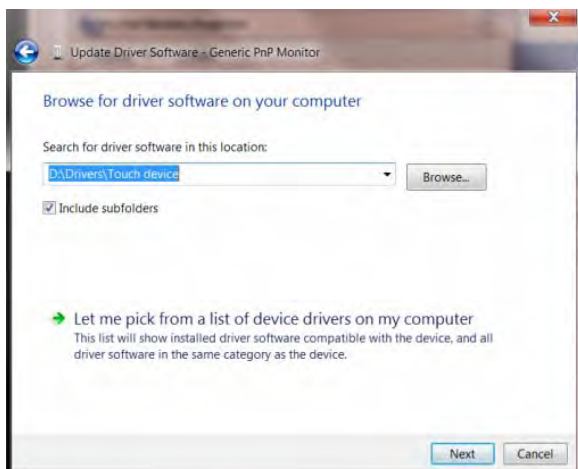 Update Driver Software - Generic PnP Monitor
Browse for driver software on your computer
Search for driver software in this location:
D:\Drivers\Touch device
Browse...
Include subfolders
Let me pick from a list of device drivers on my computer
This list will show installed driver software compatible with the device, and all
driver software in the same category as the device.
Next
Cancel